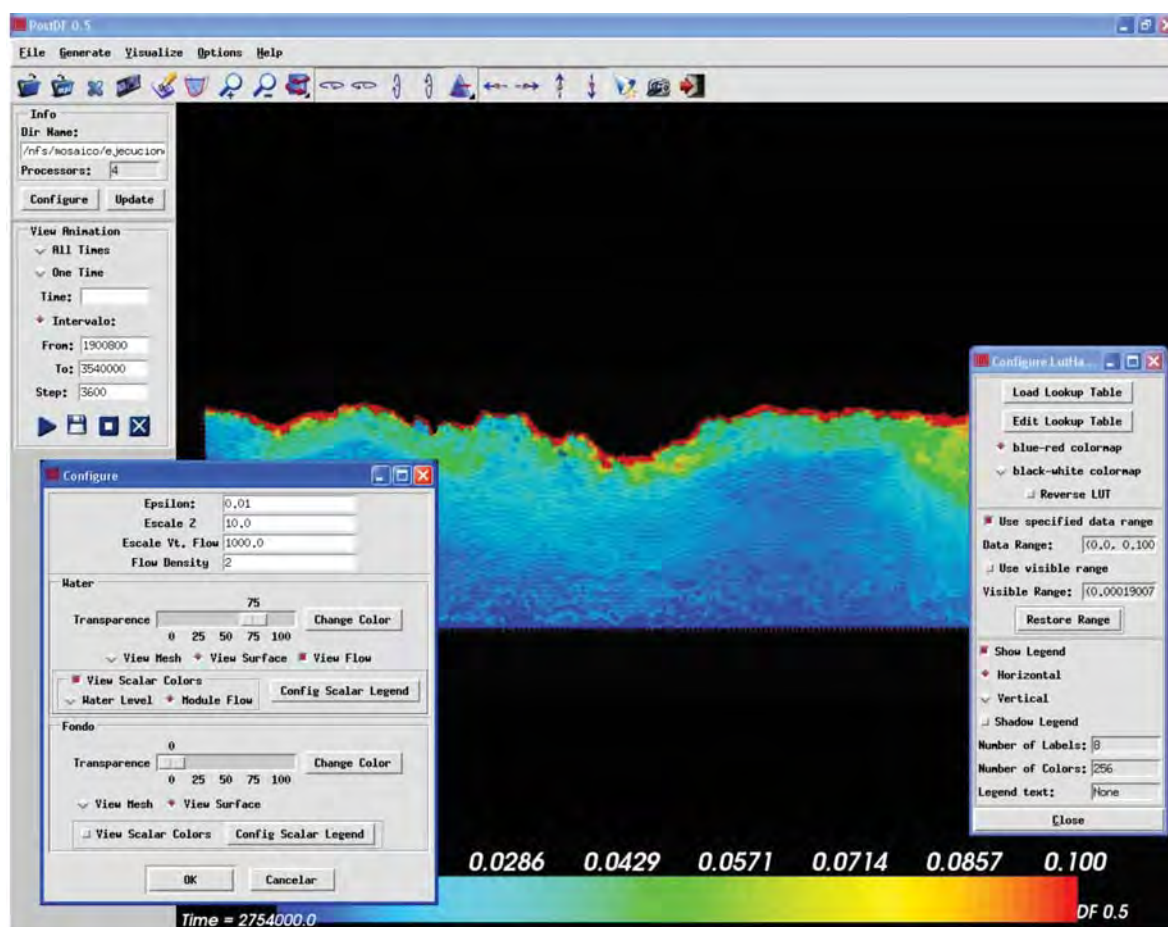 PostDF 0.5
File Generate Visualize Options Help
Info
Dir Name:
/nfs/mosaico/ejecucion
Processors: 4
Configure Update
View Animation
All Times
One Time
Time:
Intervalo:
From: 1900800
To: 3540000
Step: 3600
Configure
Epsilon: 0.01
Escale Z 10.0
Escale Vt. Flow 1000.0
Flow Density 2
Water
75
Transparence Change Color
0 25 50 75 100
View Mesh View Surface View Flow
View Scalar Colors
Water Level Module Flow Config Scalar Legend
Fondo
0
Transparence Change Color
0 25 50 75 100
View Mesh View Surface
View Scalar Colors Config Scalar Legend
OK Cancelar
Configure LutHa...
Load Lookup Table
Edit Lookup Table
blue-red colormap
black-white colormap
Reverse LUT
Use specified data range
Data Range: (0.0, 0.100
Use visible range
Visible Range: (0.00019007
Restore Range
Show Legend
Horizontal
Vertical
Shadow Legend
Number of Labels: 8
Number of Colors: 256
Legend text: None
Close
0.0286 0.0429 0.0571 0.0714 0.0857 0.100
Time = 2754000.0
DF 0.5